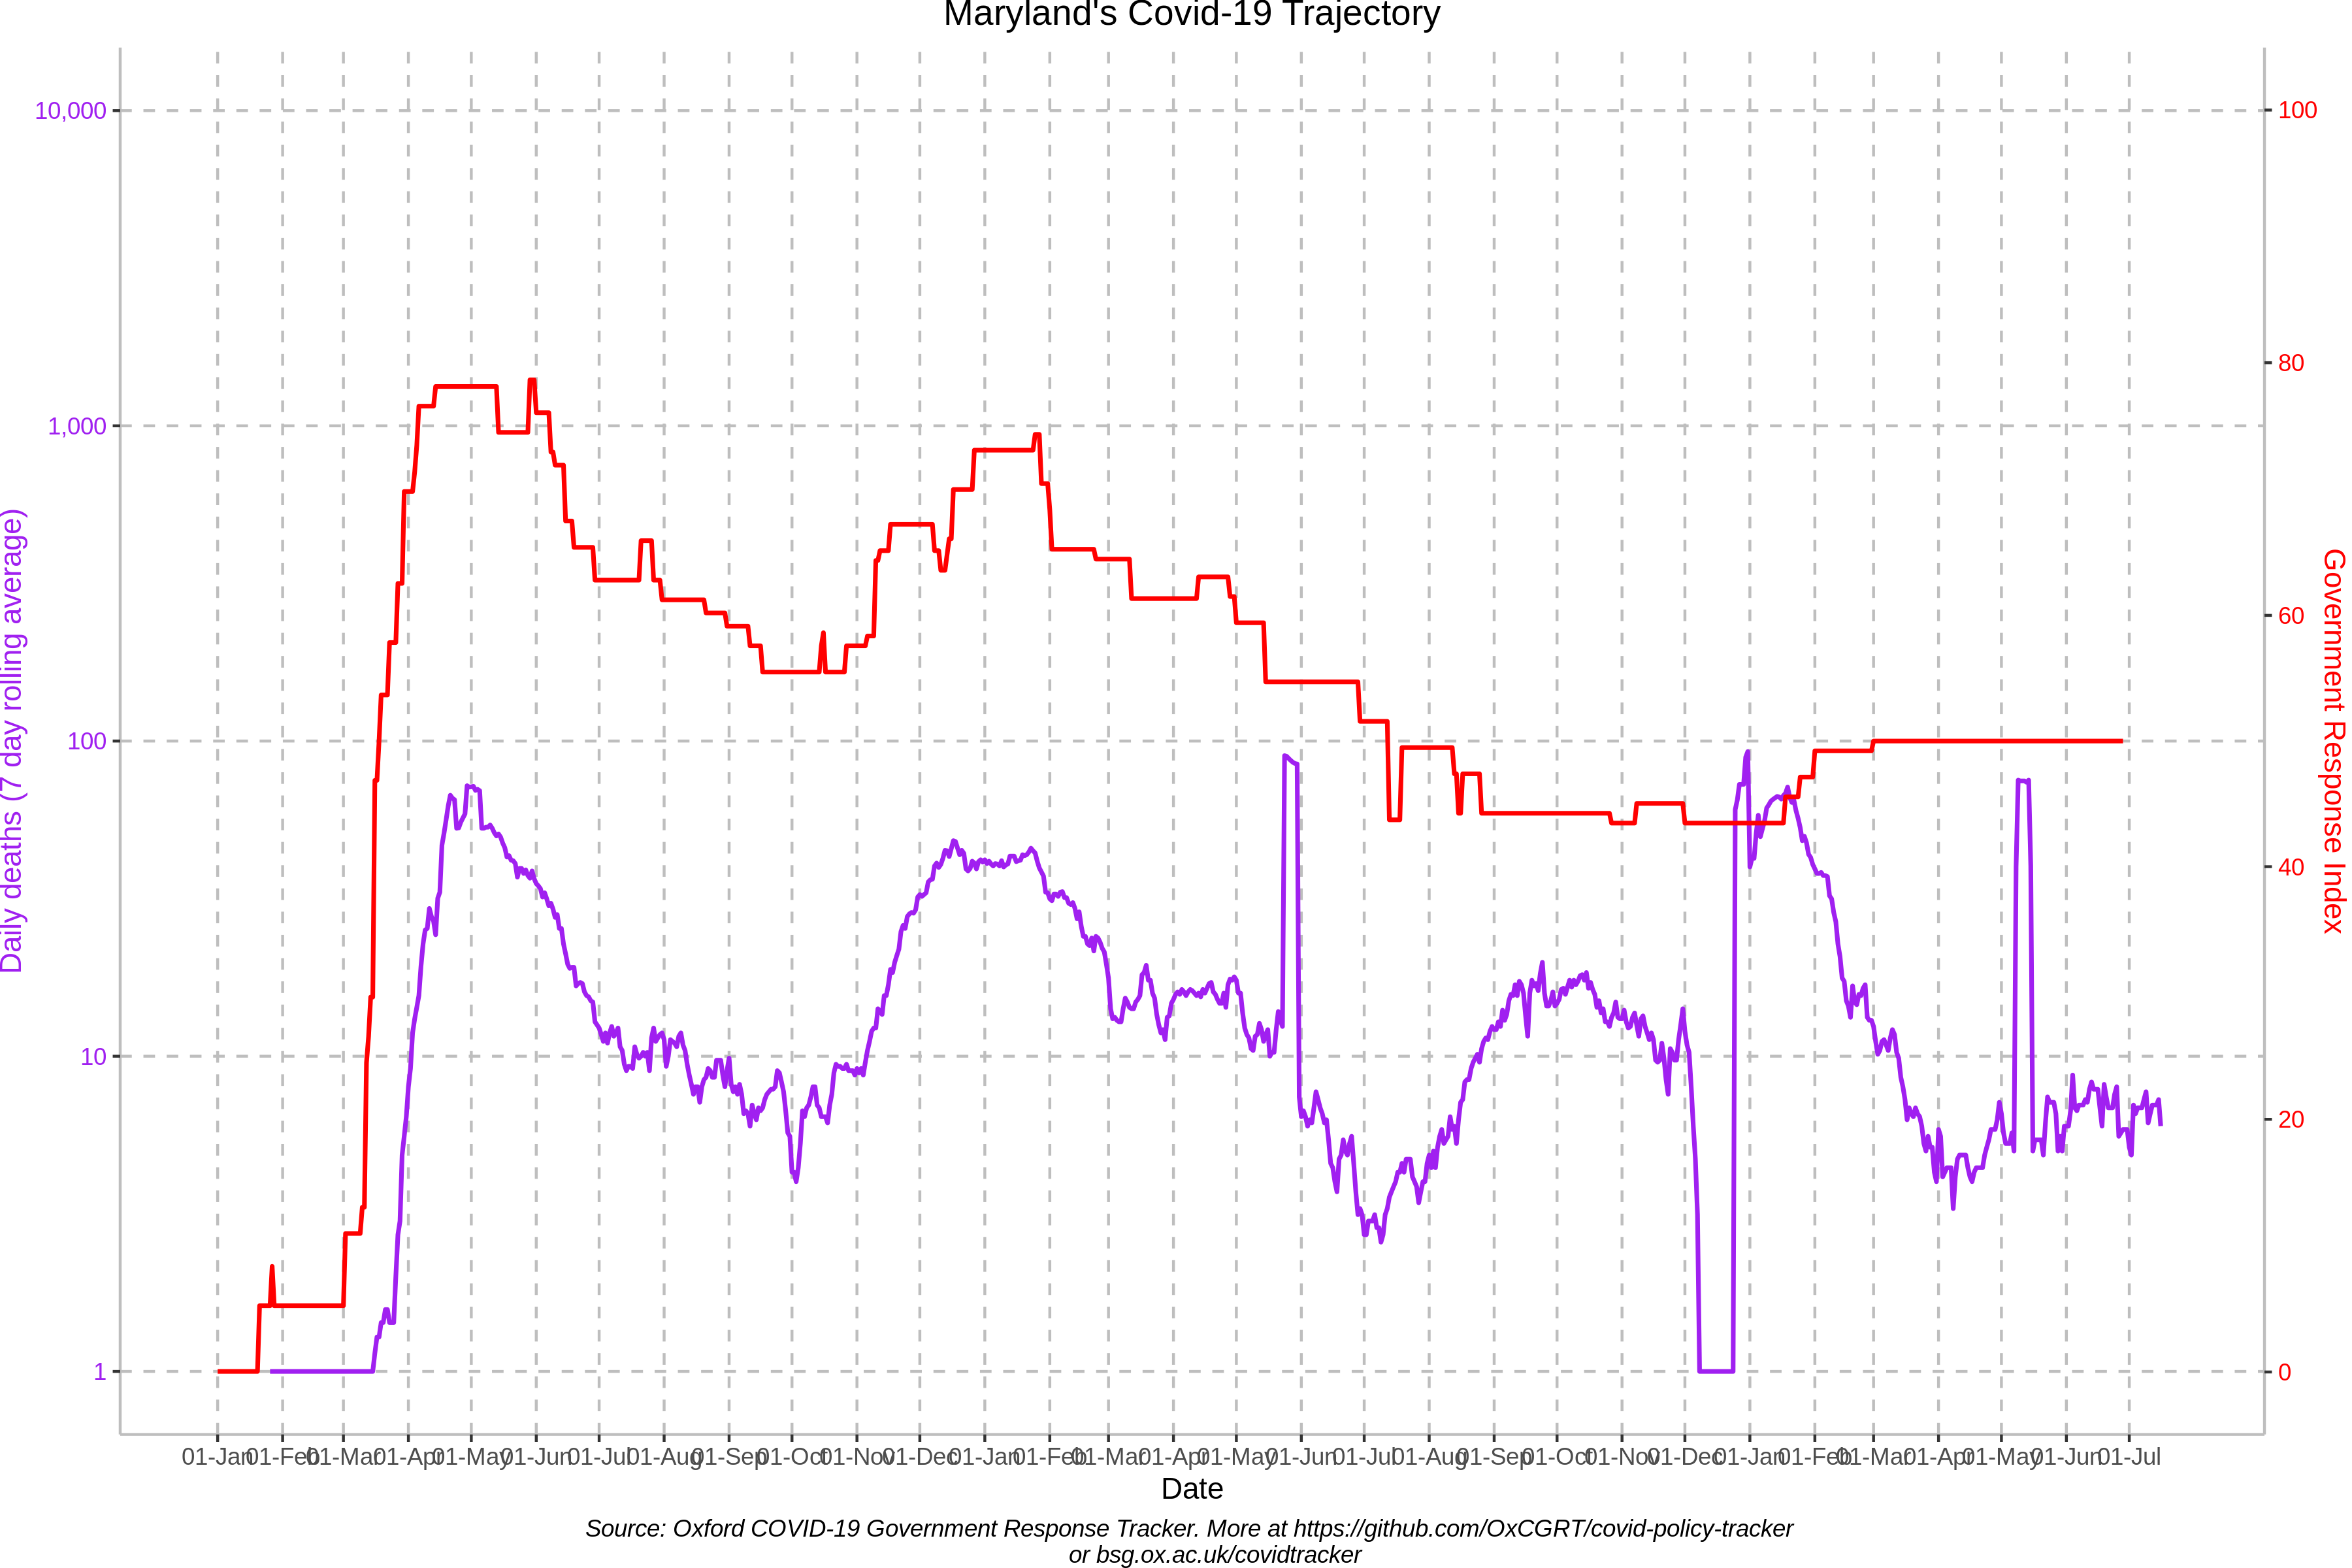 Maryland's Covid-19 Trajectory
10,000
1,000
100
10
1
Daily deaths (7 day rolling average)
100
80
60
40
20
0
Government Response Index
01-Jan 01-Feb 01-Mar 01-Apr 01-May 01-Jun 01-Jul 01-Aug 01-Sep 01-Oct 01-Nov 01-Dec 01-Jan 01-Feb 01-Mar 01-Apr 01-May 01-Jun 01-Jul 01-Aug 01-Sep 01-Oct 01-Nov 01-Dec 01-Jan 01-Feb 01-Mar 01-Apr 01-May 01-Jun 01-Jul
Date
Source: Oxford COVID-19 Government Response Tracker. More at https://github.com/OxCGRT/covid-policy-tracker
or bsg.ox.ac.uk/covidtracker